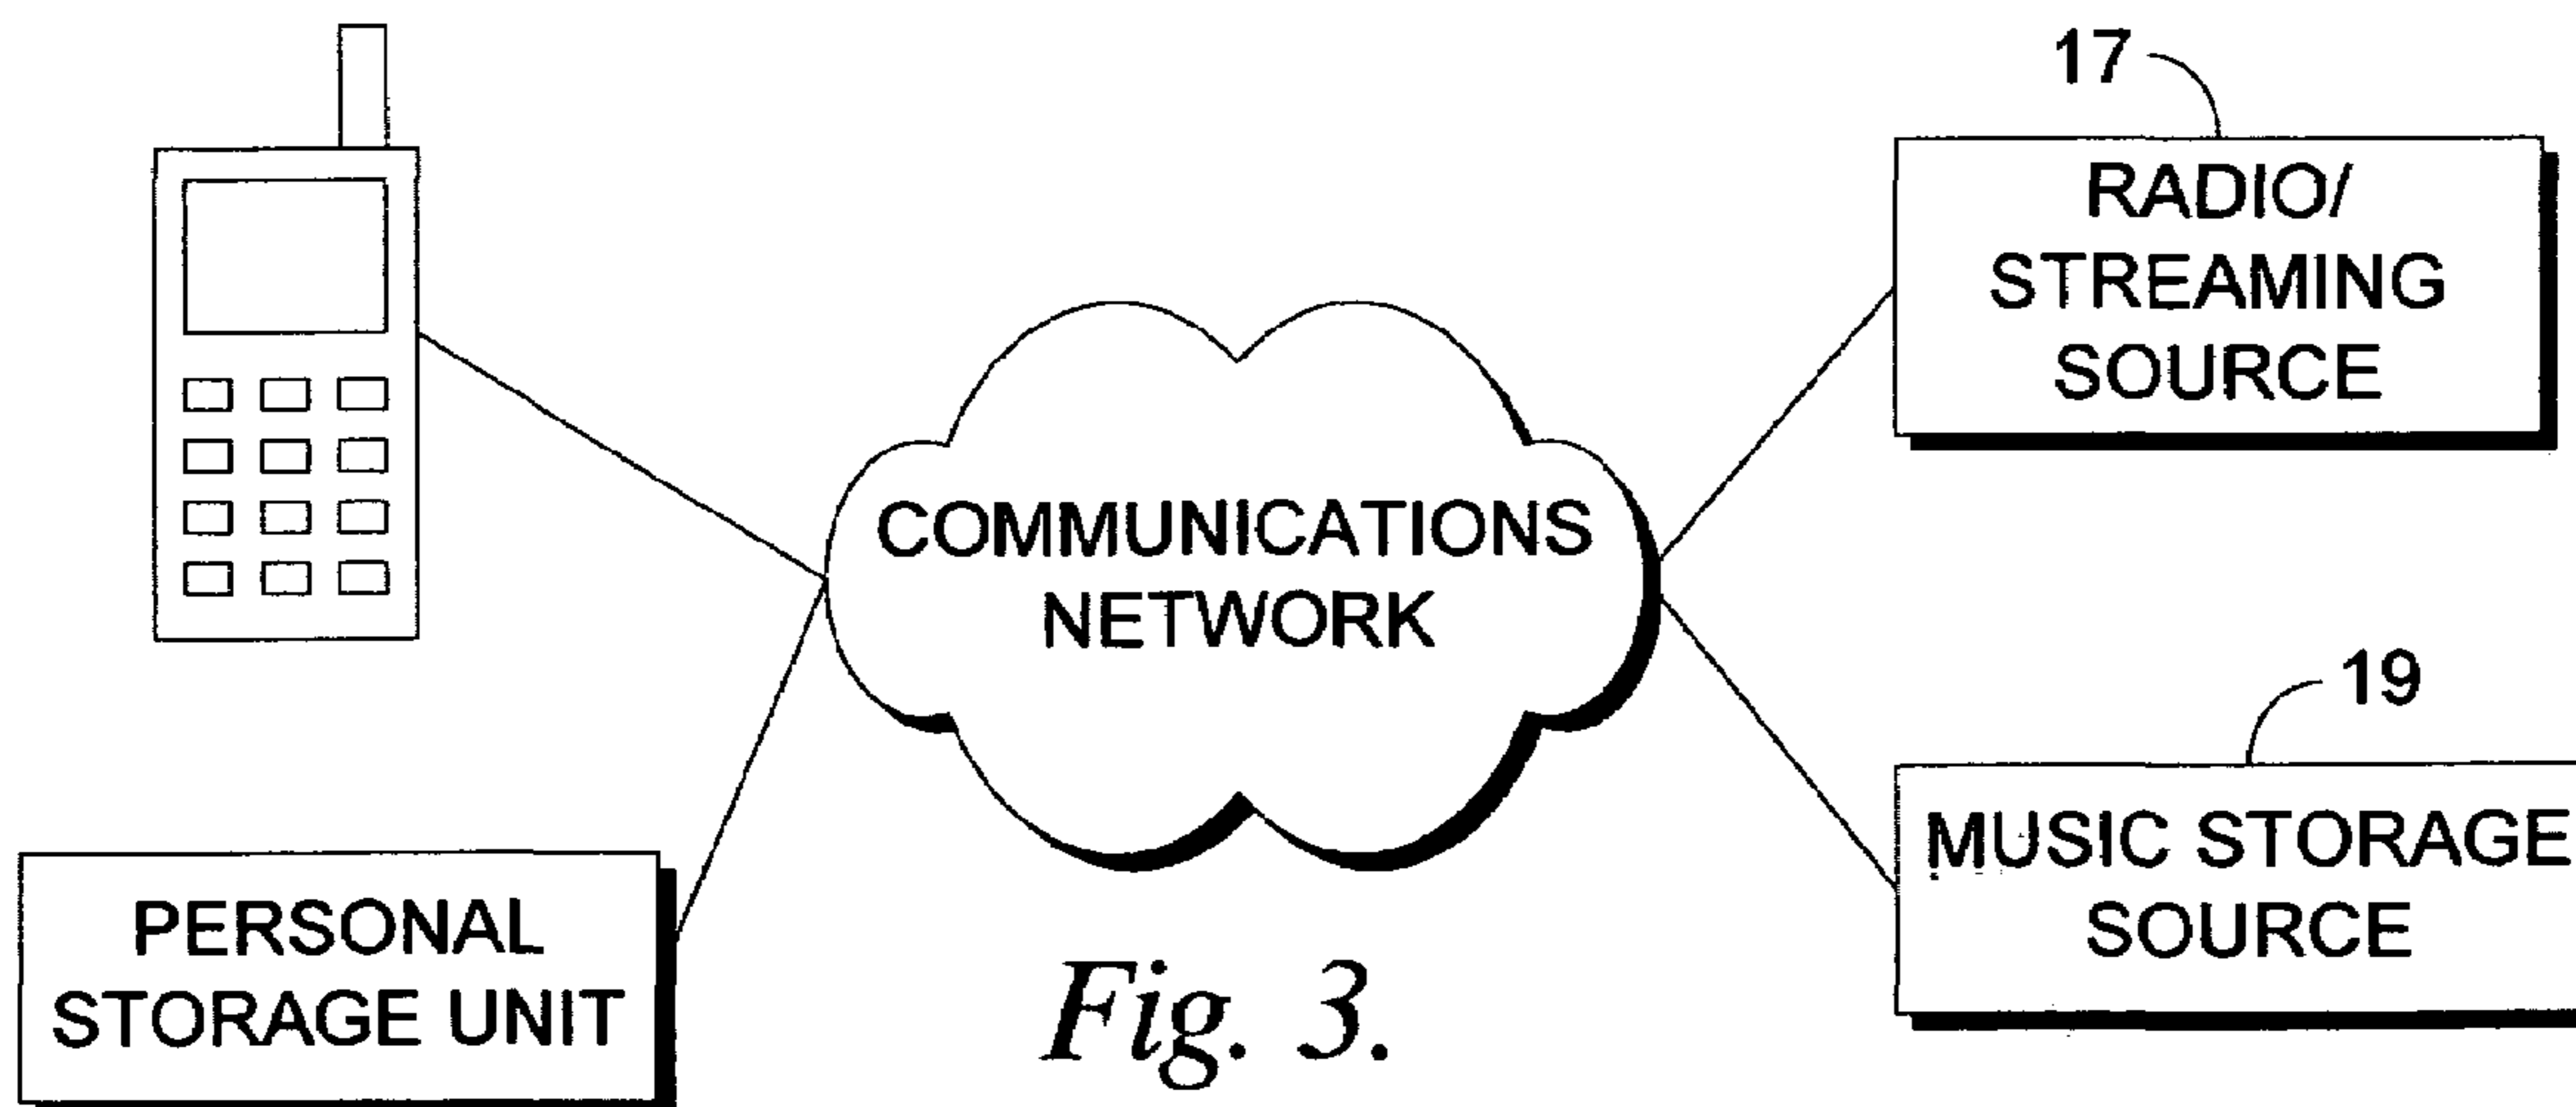 17
RADIO/
STREAMING
SOURCE
COMMUNICATIONS
NETWORK
19
MUSIC STORAGE
SOURCE
PERSONAL
STORAGE UNIT
Fig. 3.